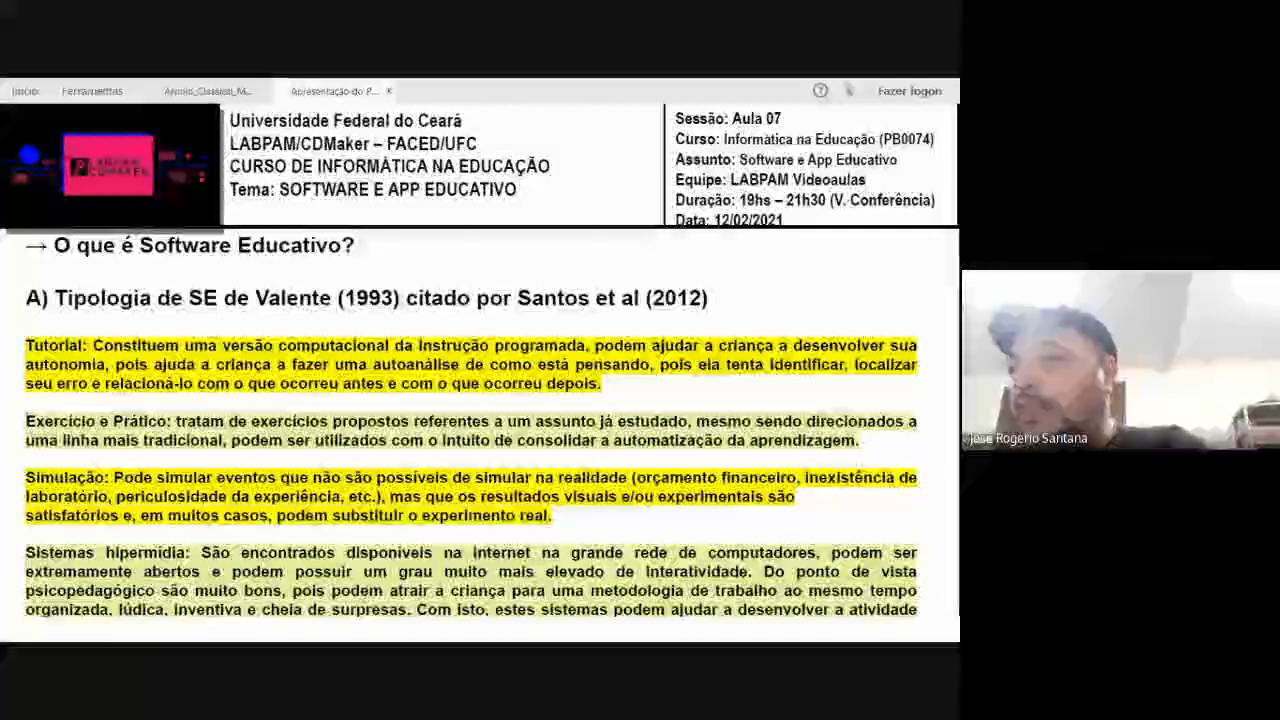 Início
Ferramentas
Apresentação do P... ×
Fazer logon
LABPAM
CDMAKER
Universidade Federal do Ceará
LABPAM/CDMaker – FACED/UFC
CURSO DE INFORMÁTICA NA EDUCAÇÃO
Tema: SOFTWARE E APP EDUCATIVO
Sessão: Aula 07
Curso: Informática na Educação (PB0074)
Assunto: Software e App Educativo
Equipe: LABPAM Videoaulas
Duração: 19hs – 21h30 (V. Conferência)
Data: 12/02/2021
→ O que é Software Educativo?
A) Tipologia de SE de Valente (1993) citado por Santos et al (2012)
Tutorial: Constituem uma versão computacional da instrução programada, podem ajudar a criança a desenvolver sua
autonomia, pois ajuda a criança a fazer uma autoanálise de como está pensando, pois ela tenta identificar, localizar
seu erro e relacioná-lo com o que ocorreu antes e com o que ocorreu depois.
Exercício e Prático: tratam de exercícios propostos referentes a um assunto já estudado, mesmo sendo direcionados a
uma linha mais tradicional, podem ser utilizados com o intuito de consolidar a automatização da aprendizagem.
Simulação: Pode simular eventos que não são possíveis de simular na realidade (orçamento financeiro, inexistência de
laboratório, periculosidade da experiência, etc.), mas que os resultados visuais e/ou experimentais são
satisfatórios e, em muitos casos, podem substituir o experimento real.
Sistemas hipermídia: São encontrados disponíveis na internet na grande rede de computadores, podem ser
extremamente abertos e podem possuir um grau muito mais elevado de interatividade. Do ponto de vista
psicopedagógico são muito bons, pois podem atrair a criança para uma metodologia de trabalho ao mesmo tempo
organizada, lúdica, inventiva e cheia de surpresas. Com isto, estes sistemas podem ajudar a desenvolver a atividade
José Rogério Santana